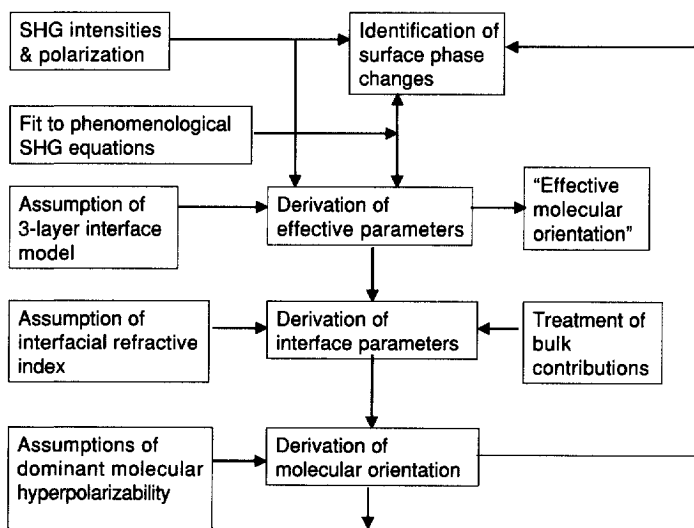 SHG intensities
& polarization
Identification of
surface phase
changes
Fit to phenomenological
SHG equations
Assumption of
3-layer interface
model
Derivation of
effective parameters
“Effective
molecular
orientation”
Assumption of
interfacial refractive
index
Derivation of
interface parameters
Treatment of
bulk
contributions
Assumptions of
dominant molecular
hyperpolarizability
Derivation of
molecular orientation